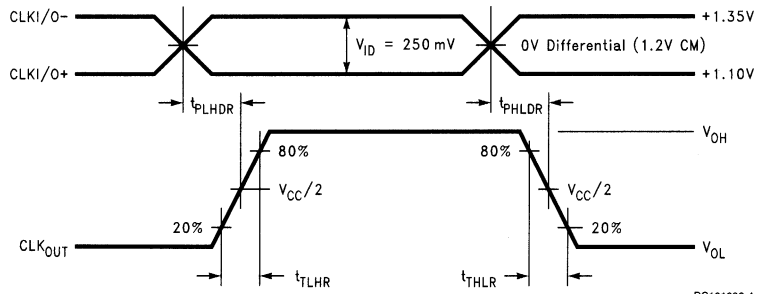 CLKI/O-
+1.35V
V_ID = 250 mV
0V Differential (1.2V CM)
CLKI/O+
+1.10V
t_PLHDR
t_PHLDR
V_OH
80%
80%
V_CC/2
V_CC/2
20%
20%
CLK_OUT
V_OL
t_TLHR
t_THLR